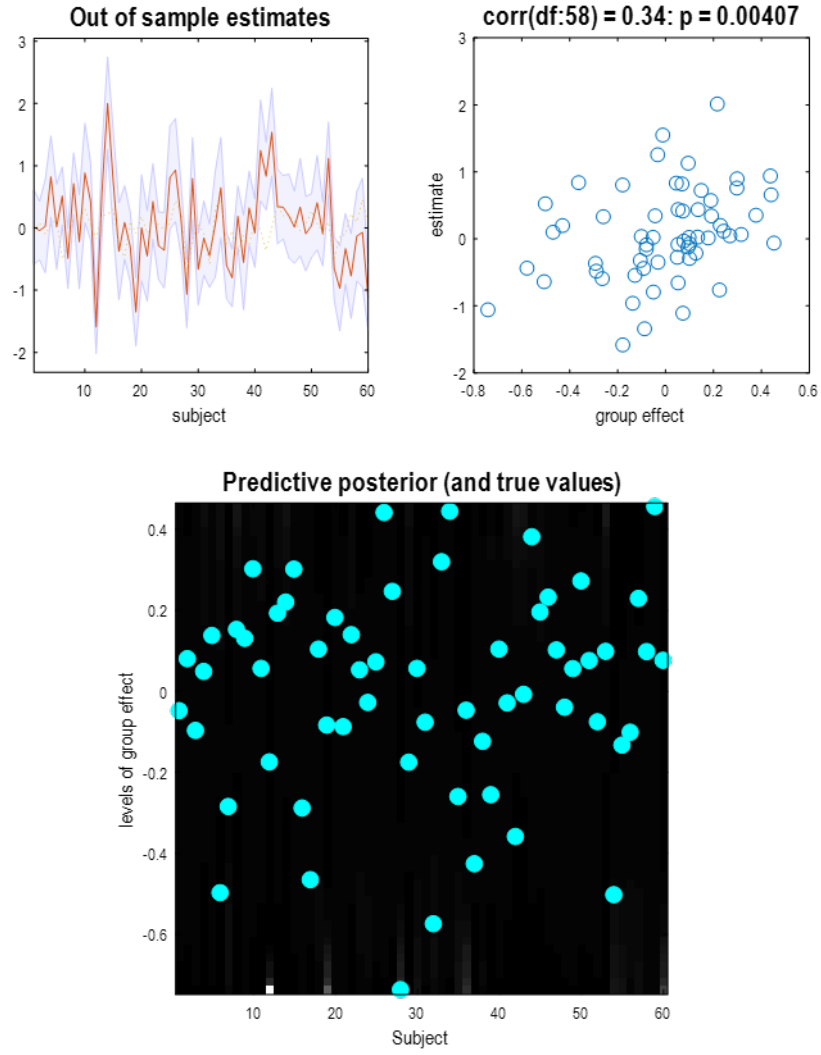 Out of sample estimates
3
2
1
0
-1
-2
10 20 30 40 50 60
subject
corr(df:58) = 0.34: p = 0.00407
3
2
1
0
-1
-2
estimate
-0.8 -0.6 -0.4 -0.2 0 0.2 0.4 0.6
group effect
Predictive posterior (and true values)
0.4
0.2
0
-0.2
-0.4
-0.6
levels of group effect
10 20 30 40 50 60
Subject